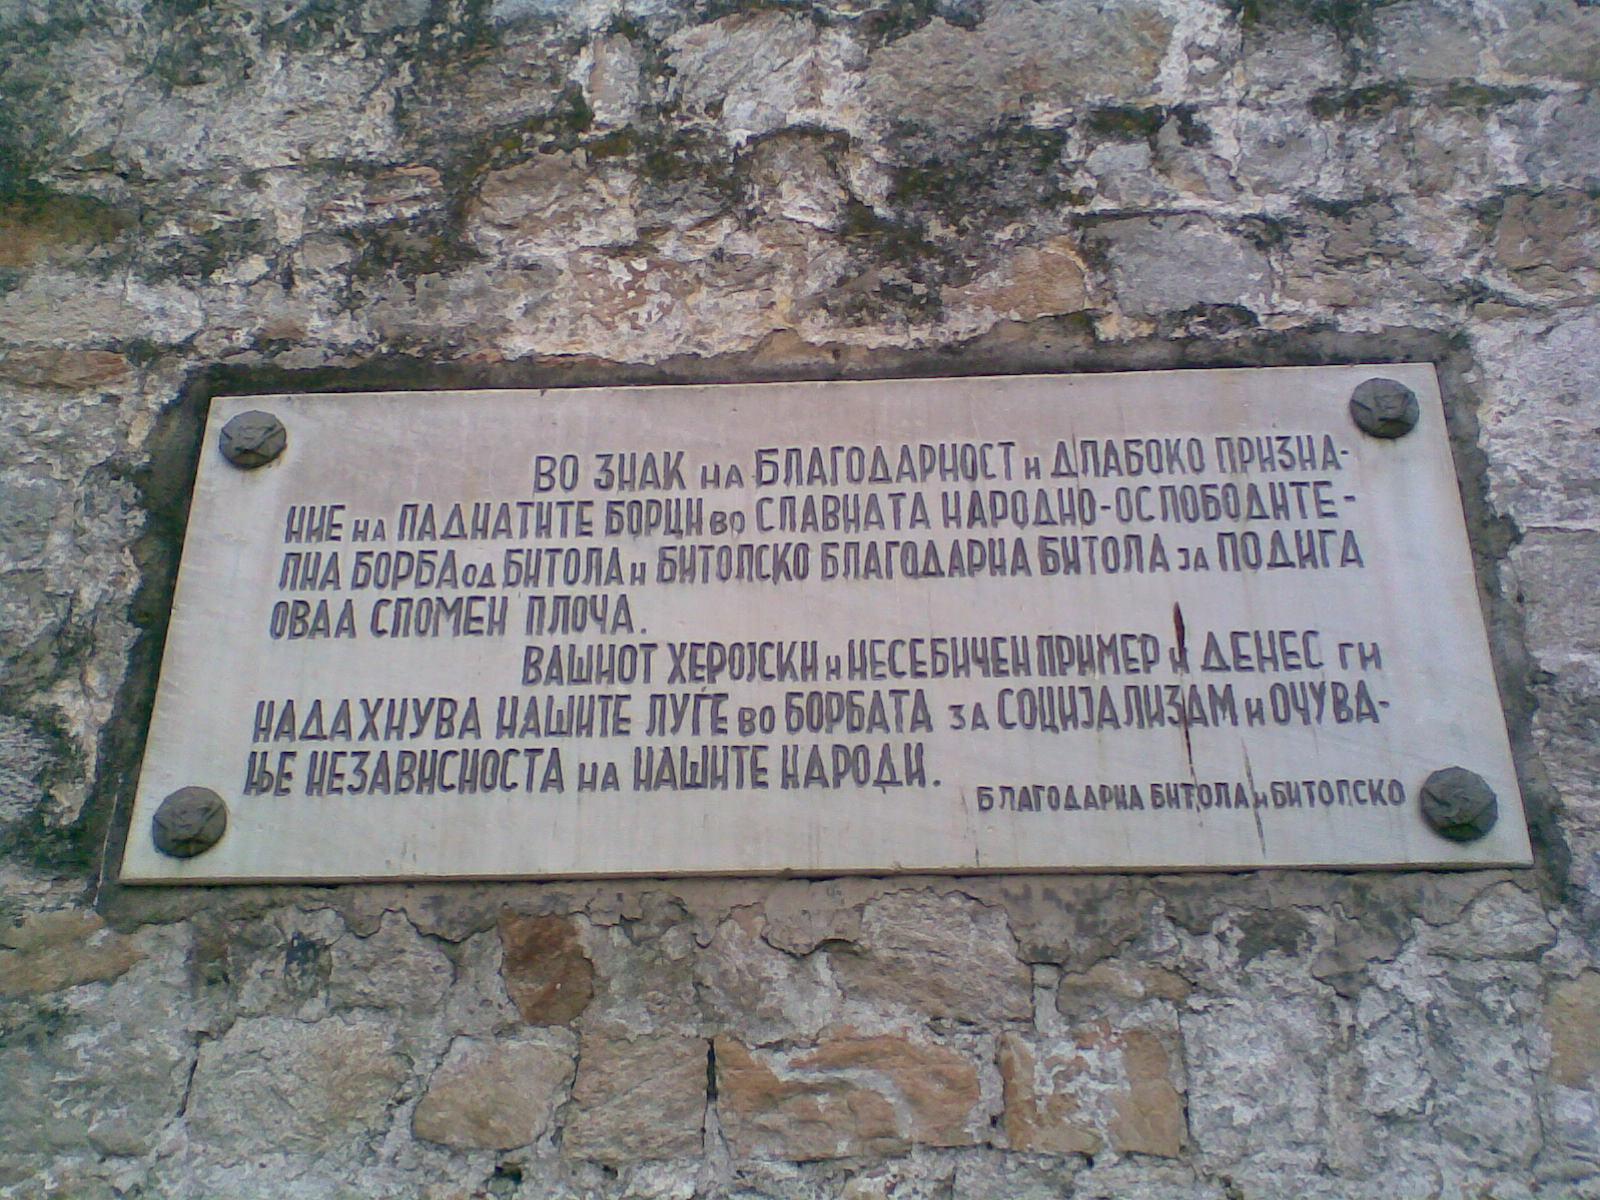 ВО ЗНАК НА БЛАГОДАРНОСТ И ДЛАБОКО ПРИЗНА-
НИЕ НА ПАДНАТИТЕ БОРЦИ ВО СЛАВНАТА НАРОДНО-ОСЛОБОДИТЕ-
ЛНА БОРБА ОД БИТОЛА И БИТОЛСКО БЛАГОДАРНА БИТОЛА ЈА ПОДИГА
ОВАА СПОМЕН ПЛОЧА.
ВАШИОТ ХЕРОЈСКИ И НЕСЕБИЧЕН ПРИМЕР И ДЕНЕС ГИ
НАДАХНУВА НАШИТЕ ЛУЃЕ ВО БОРБАТА ЗА СОЦИЈАЛИЗАМ И ОЧУВА-
ЊЕ НЕЗАВИСНОСТА НА НАШИТЕ НАРОДИ.
БЛАГОДАРНА БИТОЛА И БИТОЛСКО